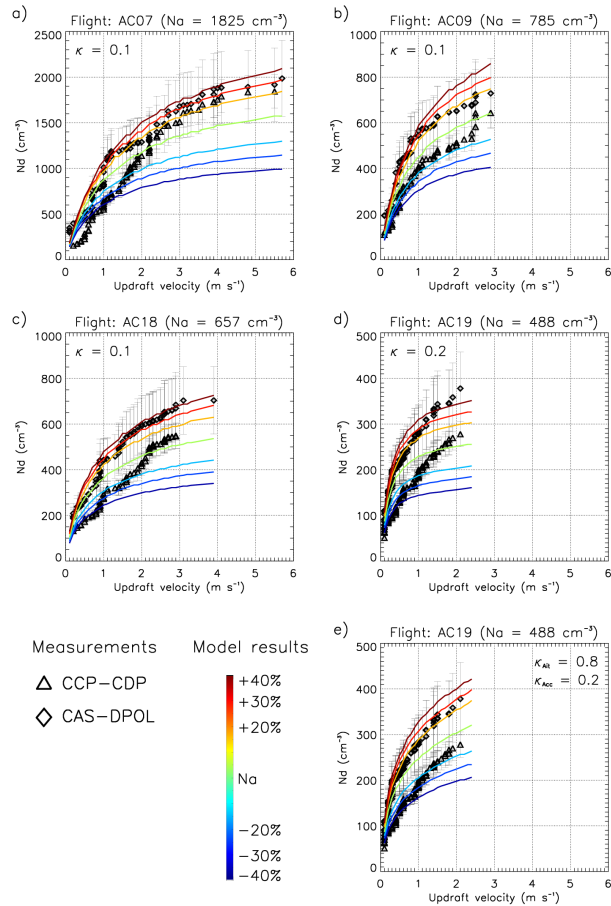 a) Flight: AC07 (Na = 1825 cm⁻³)
κ = 0.1
Nd (cm⁻³)
2500
2000
1500
1000
500
0
0 1 2 3 4 5 6
Updraft velocity (m s⁻¹)
b) Flight: AC09 (Na = 785 cm⁻³)
κ = 0.1
Nd (cm⁻³)
1000
800
600
400
200
0
0 1 2 3 4 5 6
Updraft velocity (m s⁻¹)
c) Flight: AC18 (Na = 657 cm⁻³)
κ = 0.1
Nd (cm⁻³)
1000
800
600
400
200
0
0 1 2 3 4 5 6
Updraft velocity (m s⁻¹)
d) Flight: AC19 (Na = 488 cm⁻³)
κ = 0.2
Nd (cm⁻³)
500
400
300
200
100
0
0 1 2 3 4 5 6
Updraft velocity (m s⁻¹)
Measurements
CCP−CDP
CAS−DPOL
Model results
+40%
+30%
+20%
Na
−20%
−30%
−40%
e) Flight: AC19 (Na = 488 cm⁻³)
κAit = 0.8
κAcc = 0.2
Nd (cm⁻³)
500
400
300
200
100
0
0 1 2 3 4 5 6
Updraft velocity (m s⁻¹)